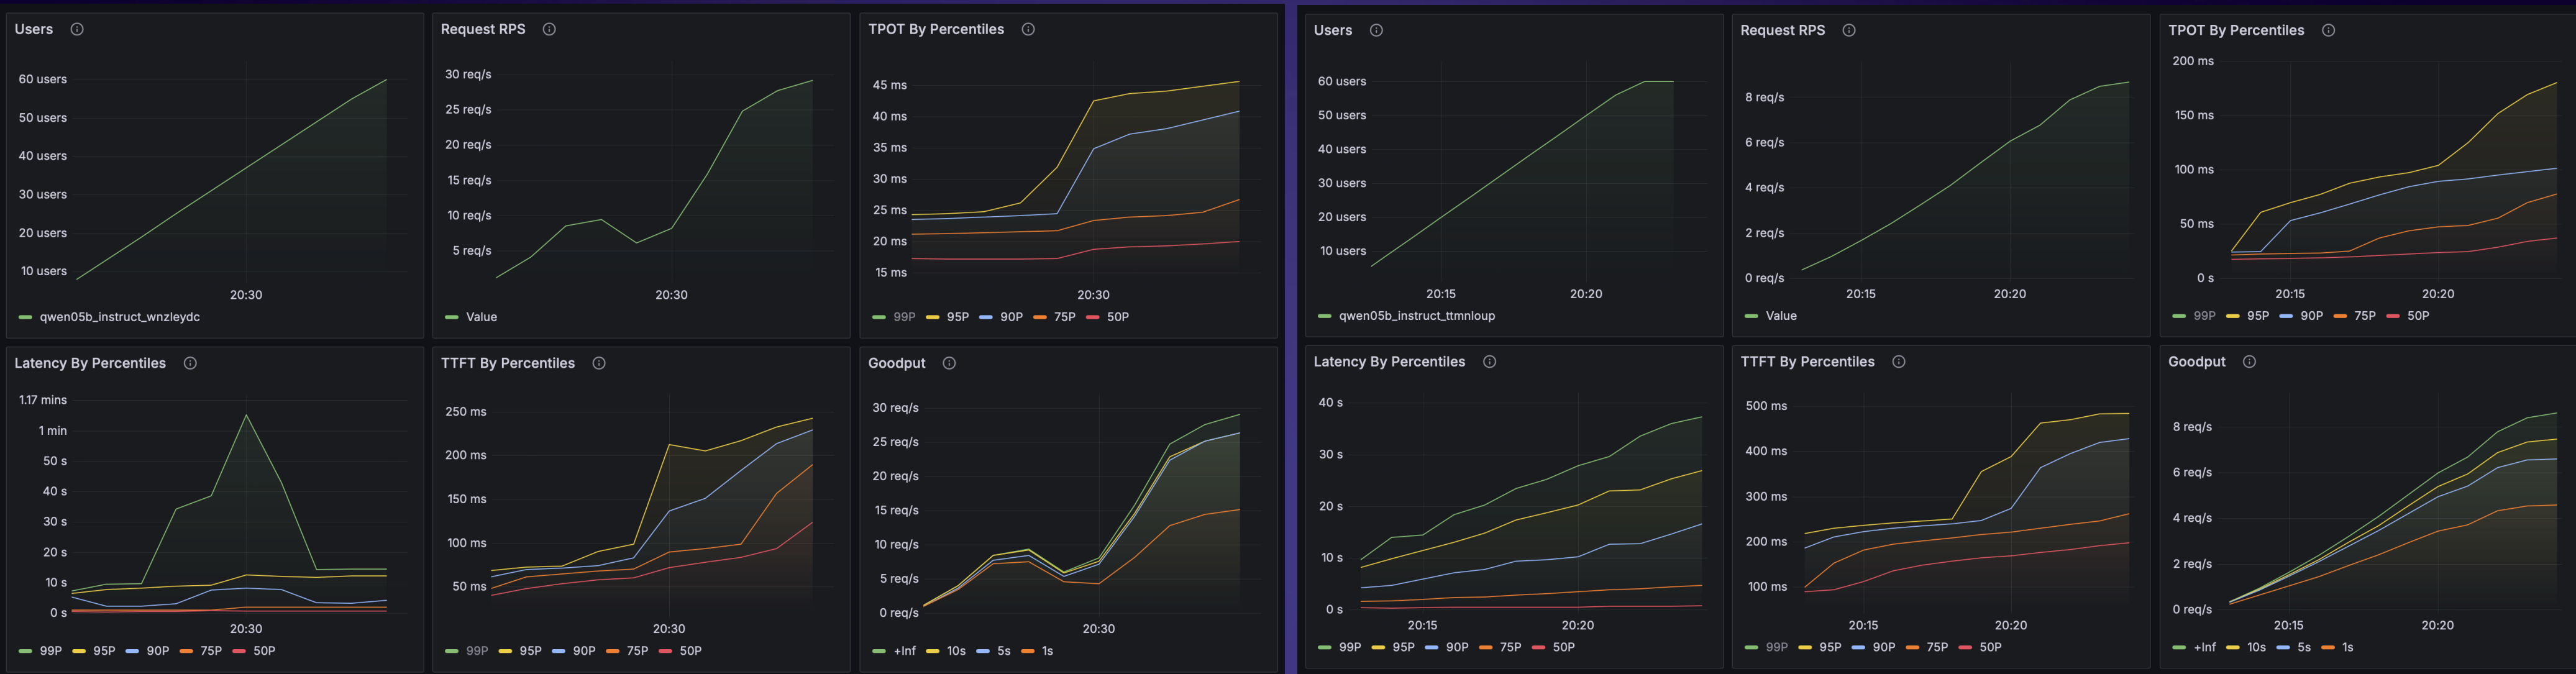 Users
60 users
50 users
40 users
30 users
20 users
10 users
20:30
qwen05b_instruct_wnzleydc
Request RPS
30 req/s
25 req/s
20 req/s
15 req/s
10 req/s
5 req/s
20:30
Value
TPOT By Percentiles
45 ms
40 ms
35 ms
30 ms
25 ms
20 ms
15 ms
20:30
99P 95P 90P 75P 50P
Latency By Percentiles
1.17 mins
1 min
50 s
40 s
30 s
20 s
10 s
0 s
20:30
99P 95P 90P 75P 50P
TTFT By Percentiles
250 ms
200 ms
150 ms
100 ms
50 ms
20:30
99P 95P 90P 75P 50P
Goodput
30 req/s
25 req/s
20 req/s
15 req/s
10 req/s
5 req/s
0 req/s
20:30
+Inf 10s 5s 1s
Users
60 users
50 users
40 users
30 users
20 users
10 users
20:15 20:20
qwen05b_instruct_ttmnloup
Request RPS
8 req/s
6 req/s
4 req/s
2 req/s
0 req/s
20:15 20:20
Value
TPOT By Percentiles
200 ms
150 ms
100 ms
50 ms
0 s
20:15 20:20
99P 95P 90P 75P 50P
Latency By Percentiles
40 s
30 s
20 s
10 s
0 s
20:15 20:20
99P 95P 90P 75P 50P
TTFT By Percentiles
500 ms
400 ms
300 ms
200 ms
100 ms
20:15 20:20
99P 95P 90P 75P 50P
Goodput
8 req/s
6 req/s
4 req/s
2 req/s
0 req/s
20:15 20:20
+Inf 10s 5s 1s